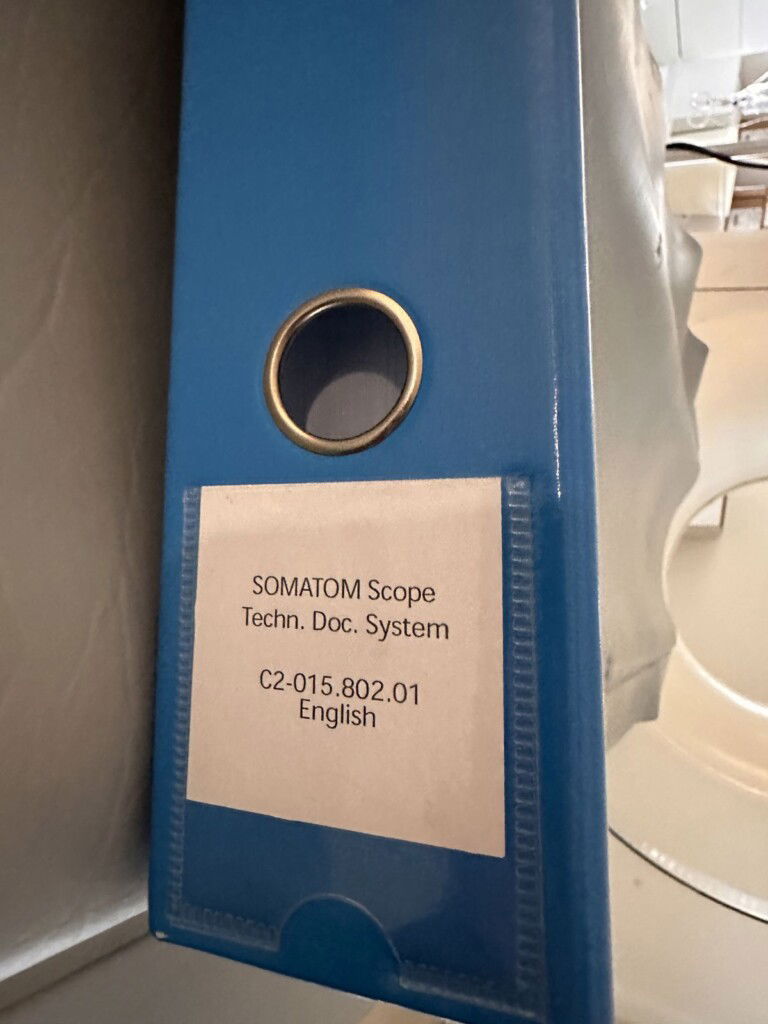 SOMATOM Scope
Techn. Doc. System
C2-015.802.01
English